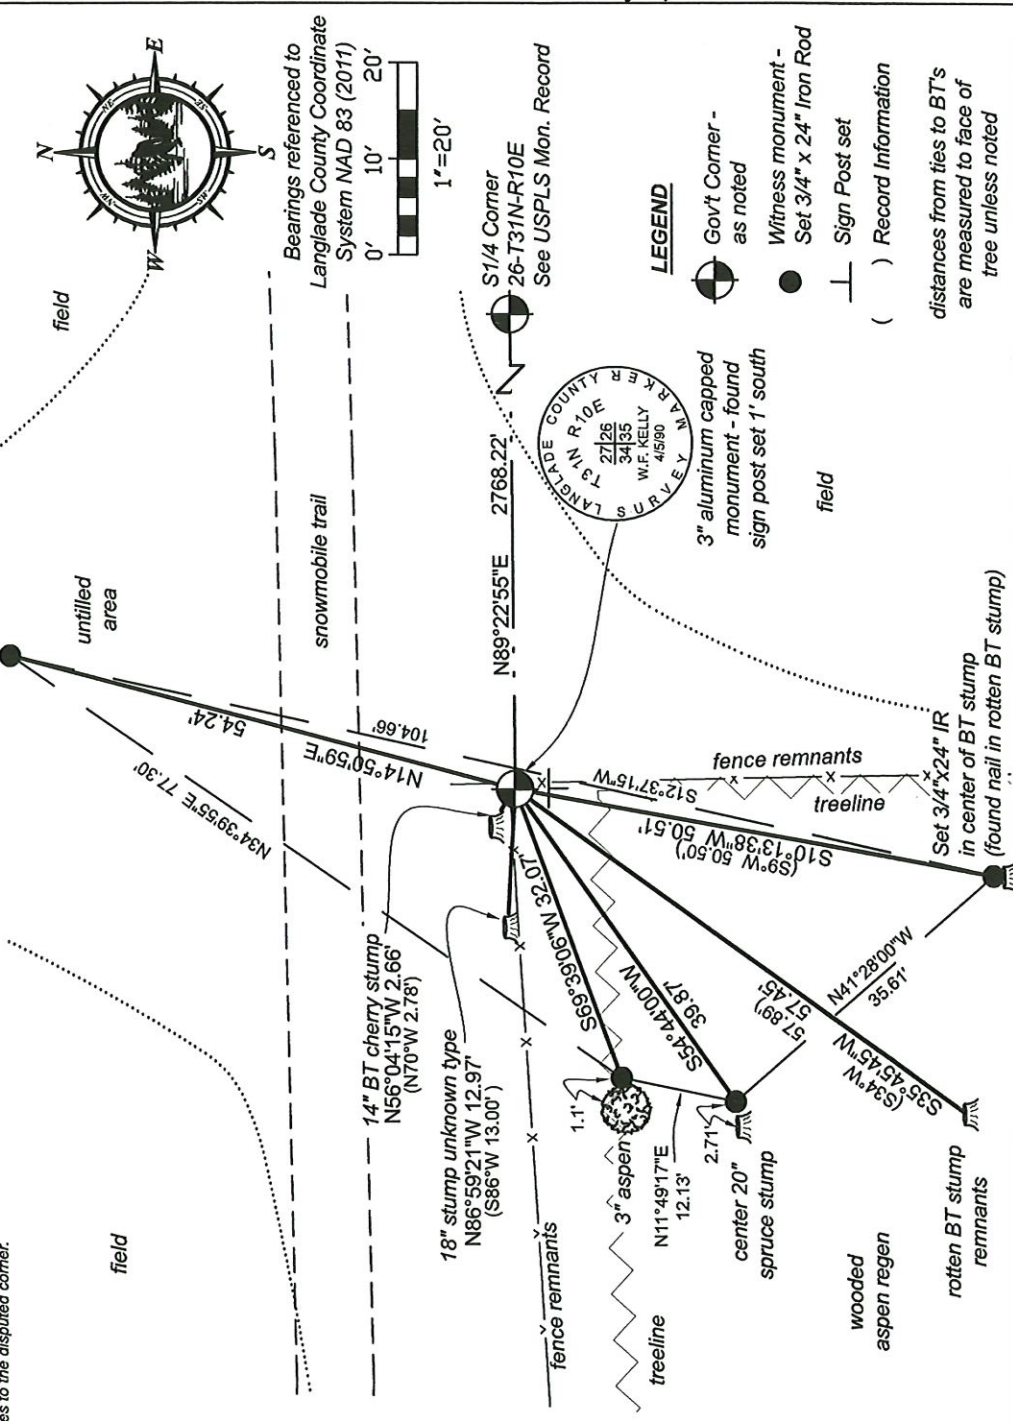 es to the disputed corner.
field
field
untilled
area
snowmobile trail
N
E
S
W
NE
SE
SW
NW
Bearings referenced to
Langlade County Coordinate
System NAD 83 (2011)
0' 10' 20'
1"=20'
S1/4 Corner
26-T31N-R10E
See USPLS Mon. Record
N89°22'55"E 2768.22'
LANGLADE COUNTY
SURVEY MARKER
T31N R10E
27|26
34|35
W.F. KELLY
4/5/90
3" aluminum capped
monument - found
sign post set 1' south
field
LEGEND
Gov't Corner -
as noted
Witness monument -
Set 3/4" x 24" Iron Rod
Sign Post set
( ) Record Information
distances from ties to BT's
are measured to face of
tree unless noted
54.24'
N14°50'59"E
104.66'
N34°39'55"E 77.30'
14" BT cherry stump
N56°04'15"W 2.66'
(N70°W 2.78')
18" stump unknown type
N86°59'21"W 12.97'
(S86°W 13.00')
fence remnants
treeline
S69°39'06"W 32.07'
1.1'
3" aspen
S54°44'00"W
39.87'
N11°49'17"E
12.13'
2.71'
center 20"
spruce stump
wooded
aspen regen
57.45'
57.89')
S35°45'45"W
(S34°W
rotten BT stump
remnants
N41°28'00"W
35.61'
S12°37'15"W
S10°13'38"W 50.51'
(S9°W 50.50')
fence remnants
treeline
Set 3/4"x24" IR
in center of BT stump
(found nail in rotten BT stump)